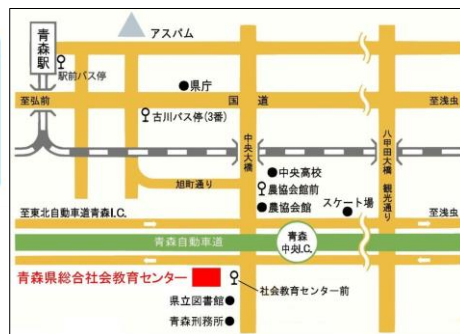 アスパム
青森駅
駅前バス停
県庁
至弘前
国
道
至浅虫
古川バス停(3番)
中央大橋
八甲田大橋
観光通り
中央高校
旭町通り
農協会館前
農協会館
スケート場
至東北自動車道青森I.C.
至浅虫
青森自動車道
青森
中央I.C.
青森県総合社会教育センター
社会教育センター前
県立図書館
青森刑務所